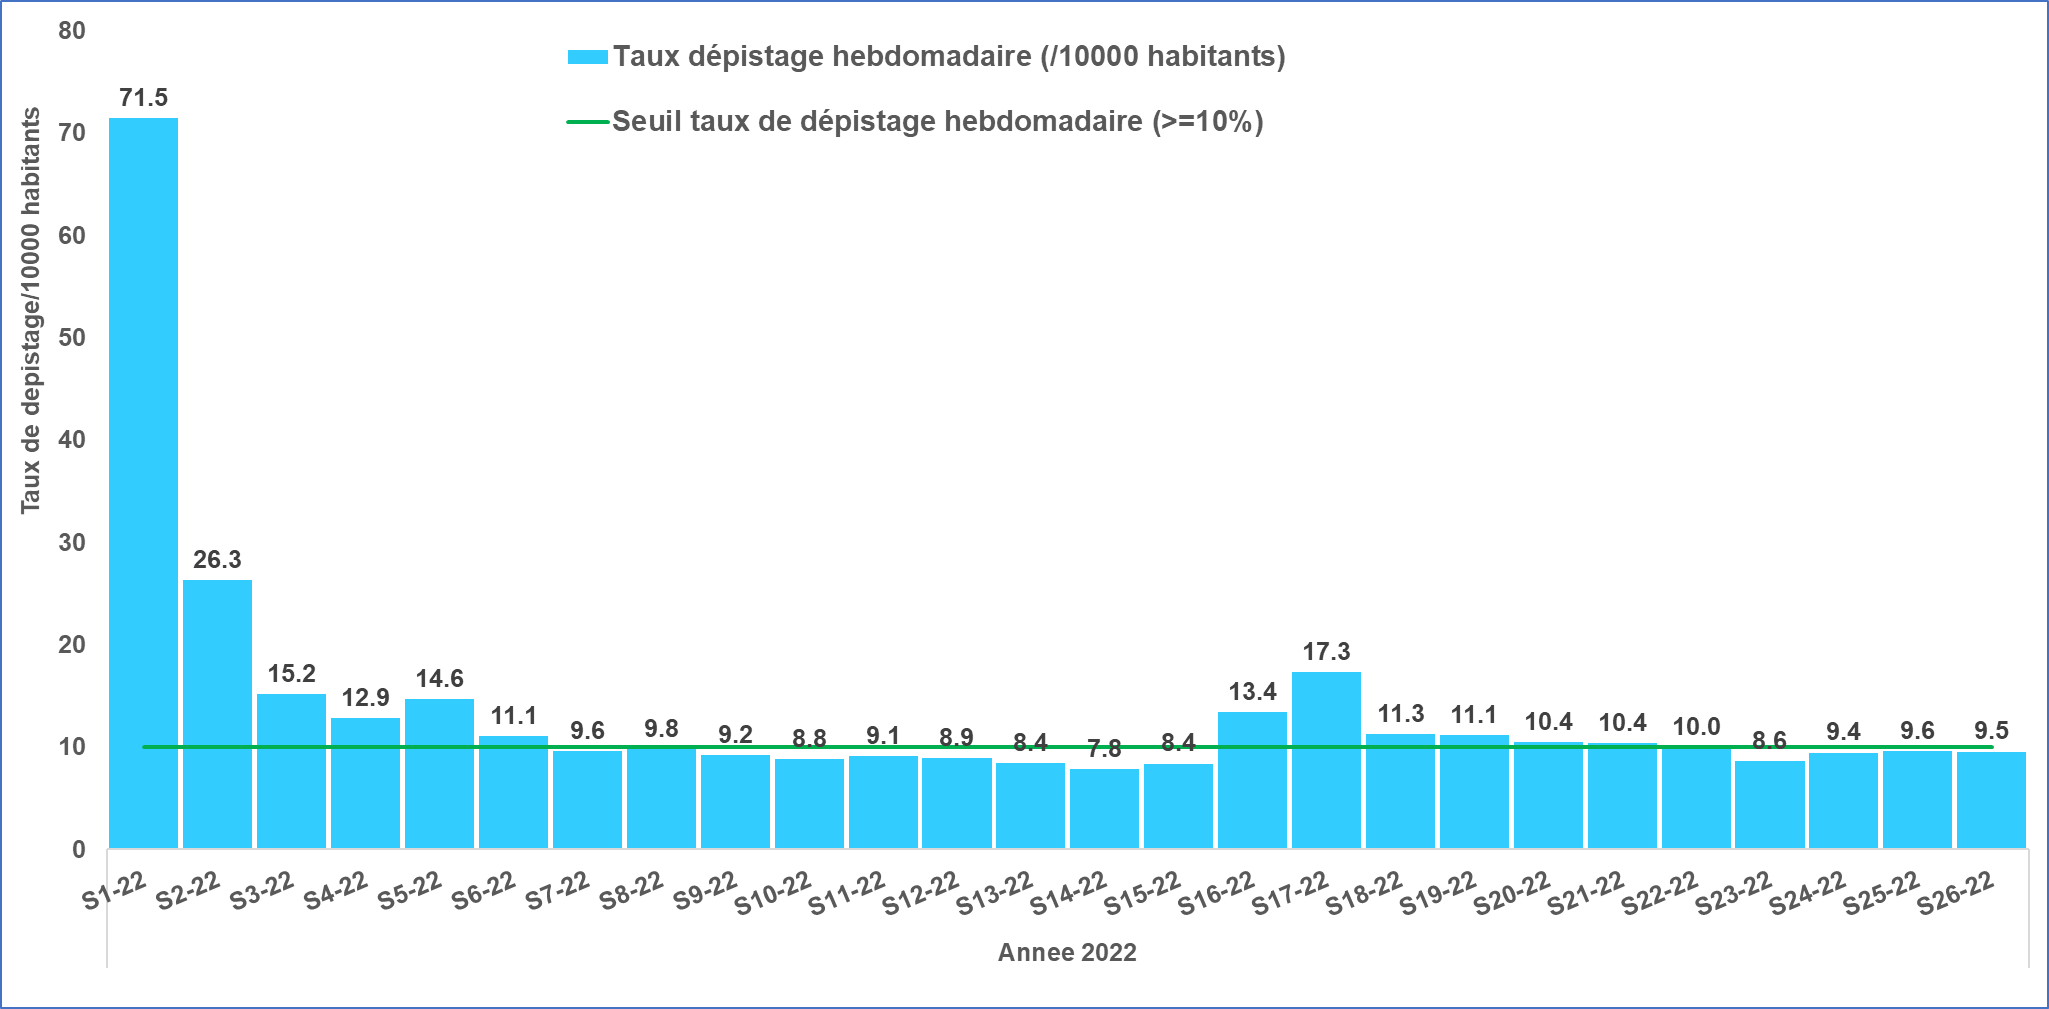 Taux dépistage hebdomadaire (/10000 habitants)
Seuil taux de dépistage hebdomadaire (>=10%)
Taux de depistage/10000 habitants
80
70
60
50
40
30
20
10
0
71.5
26.3
15.2
12.9
14.6
11.1
9.6
9.8
9.2
8.8
9.1
8.9
8.4
7.8
8.4
13.4
17.3
11.3
11.1
10.4
10.4
10.0
8.6
9.4
9.6
9.5
S1-22
S2-22
S3-22
S4-22
S5-22
S6-22
S7-22
S8-22
S9-22
S10-22
S11-22
S12-22
S13-22
S14-22
S15-22
S16-22
S17-22
S18-22
S19-22
S20-22
S21-22
S22-22
S23-22
S24-22
S25-22
S26-22
Annee 2022